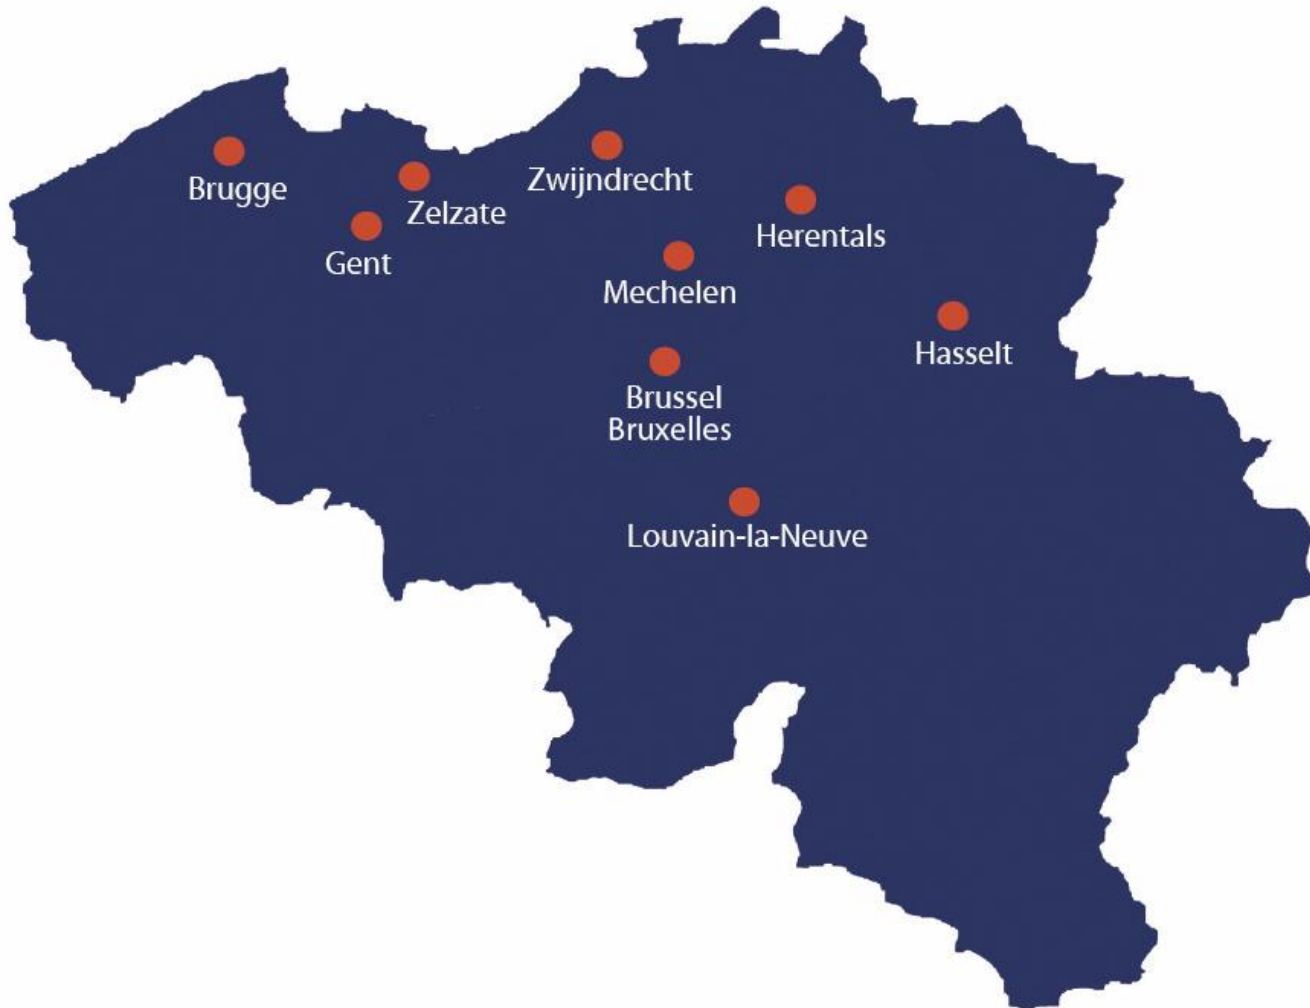 Zwijndrecht
Brugge
Zelzate
Herentals
Gent
Mechelen
Hasselt
Brussel
Bruxelles
Louvain-la-Neuve